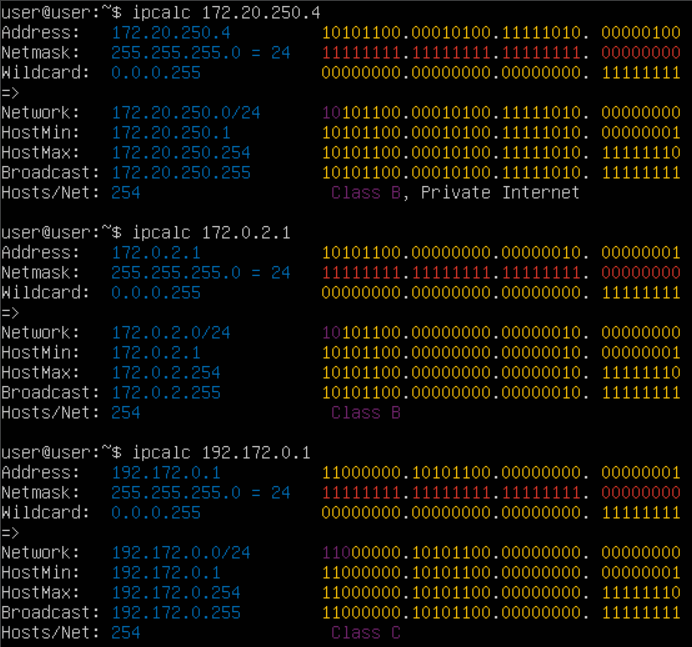 user@user:~$ ipcalc 172.20.250.4
Address:   172.20.250.4         10101100.00010100.11111010. 00000100
Netmask:   255.255.255.0 = 24   11111111.11111111.11111111. 00000000
Wildcard:  0.0.0.255            00000000.00000000.00000000. 11111111
=>
Network:   172.20.250.0/24      10101100.00010100.11111010. 00000000
HostMin:   172.20.250.1         10101100.00010100.11111010. 00000001
HostMax:   172.20.250.254       10101100.00010100.11111010. 11111110
Broadcast: 172.20.250.255       10101100.00010100.11111010. 11111111
Hosts/Net: 254                   Class B, Private Internet
user@user:~$ ipcalc 172.0.2.1
Address:   172.0.2.1            10101100.00000000.00000010. 00000001
Netmask:   255.255.255.0 = 24   11111111.11111111.11111111. 00000000
Wildcard:  0.0.0.255            00000000.00000000.00000000. 11111111
=>
Network:   172.0.2.0/24         10101100.00000000.00000010. 00000000
HostMin:   172.0.2.1            10101100.00000000.00000010. 00000001
HostMax:   172.0.2.254          10101100.00000000.00000010. 11111110
Broadcast: 172.0.2.255          10101100.00000000.00000010. 11111111
Hosts/Net: 254                   Class B
user@user:~$ ipcalc 192.172.0.1
Address:   192.172.0.1          11000000.10101100.00000000. 00000001
Netmask:   255.255.255.0 = 24   11111111.11111111.11111111. 00000000
Wildcard:  0.0.0.255            00000000.00000000.00000000. 11111111
=>
Network:   192.172.0.0/24       11000000.10101100.00000000. 00000000
HostMin:   192.172.0.1          11000000.10101100.00000000. 00000001
HostMax:   192.172.0.254        11000000.10101100.00000000. 11111110
Broadcast: 192.172.0.255        11000000.10101100.00000000. 11111111
Hosts/Net: 254                   Class C